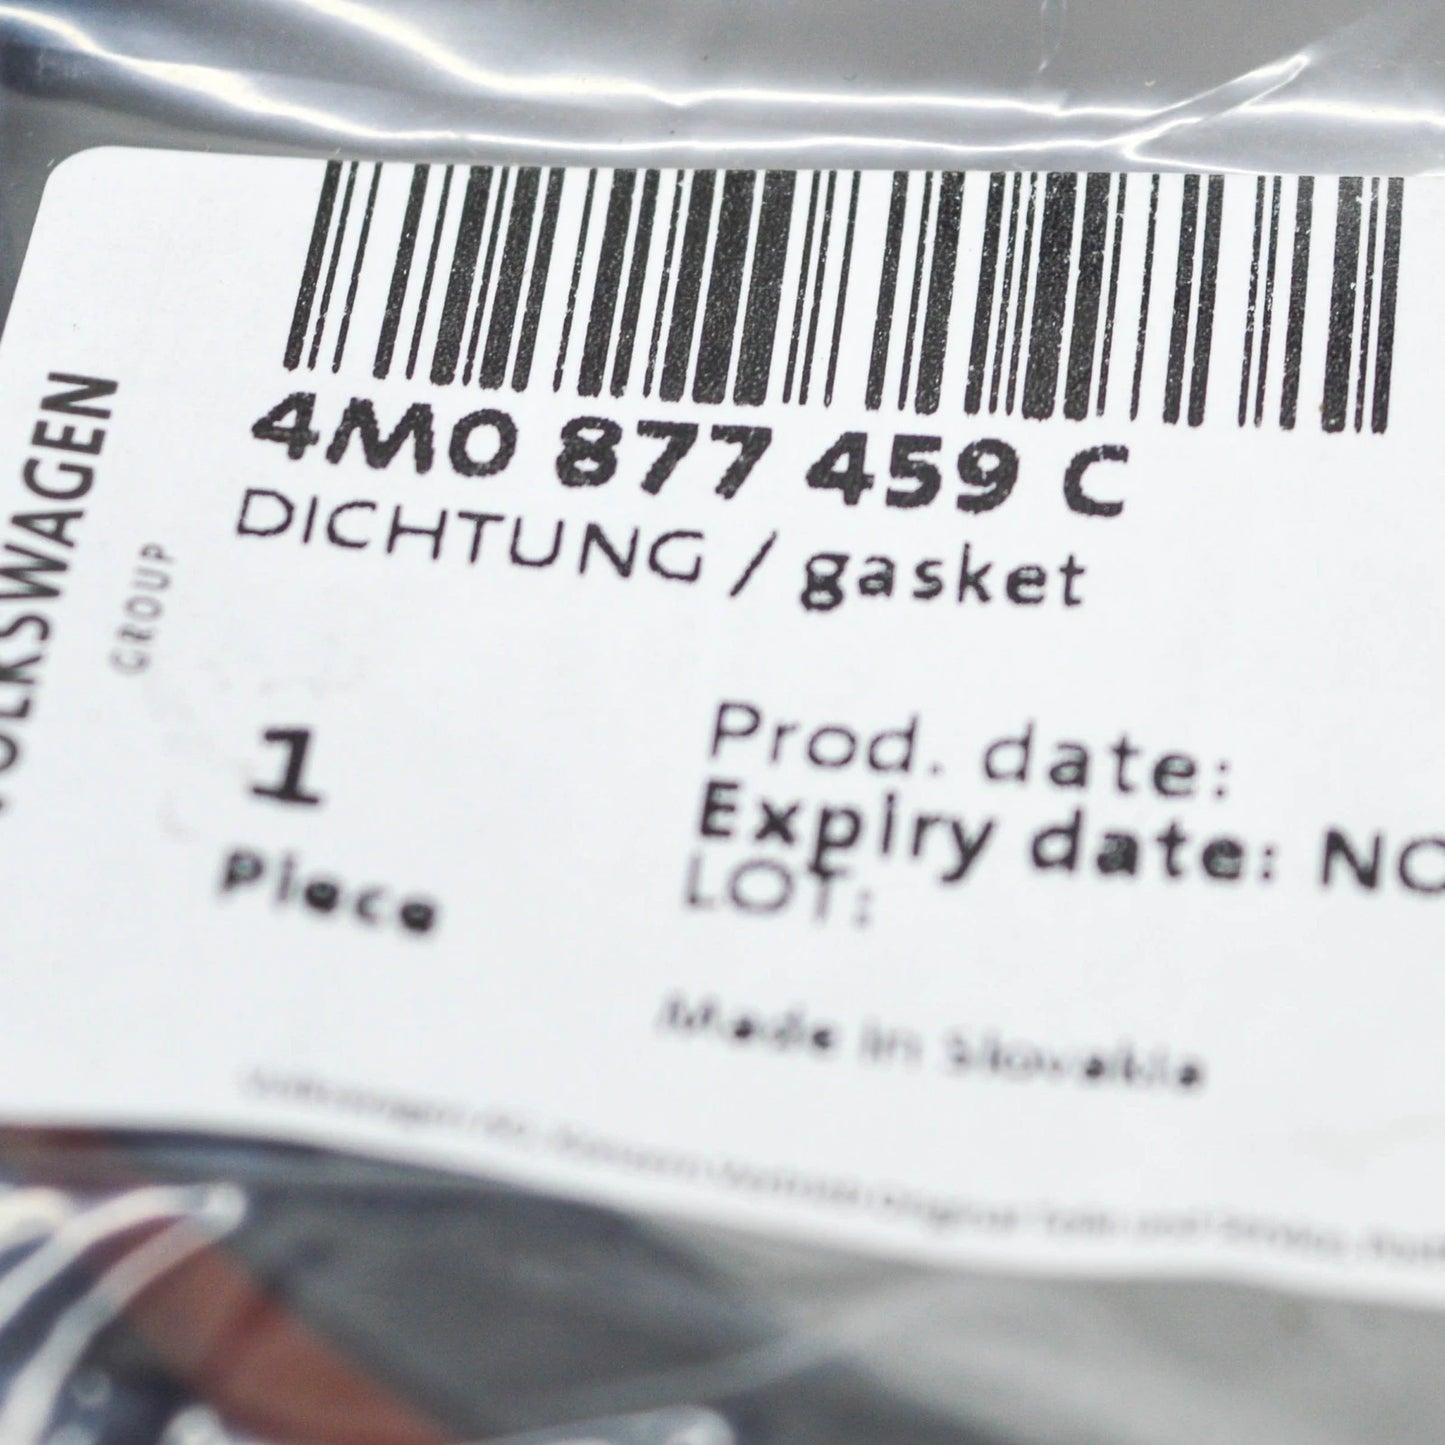 4M0 877 459 C
DICHTUNG / gasket
VOLKSWAGEN
GROUP
1
Piece
Prod. date:
Expiry date: NO
LOT:
Made in Slovakia